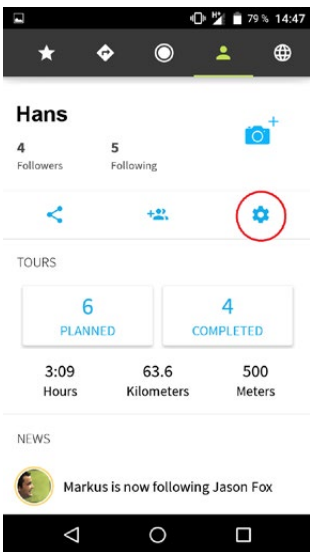 79 % 14:47
Hans
4 5
Followers Following
TOURS
6 4
PLANNED COMPLETED
3:09 63.6 500
Hours Kilometers Meters
NEWS
Markus is now following Jason Fox